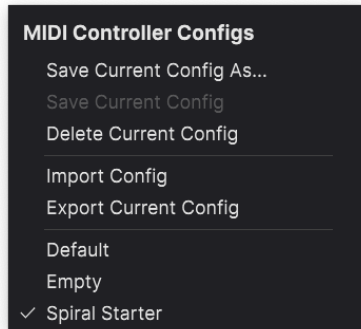 MIDI Controller Configs
Save Current Config As...
Save Current Config
Delete Current Config
Import Config
Export Current Config
Default
Empty
Spiral Starter